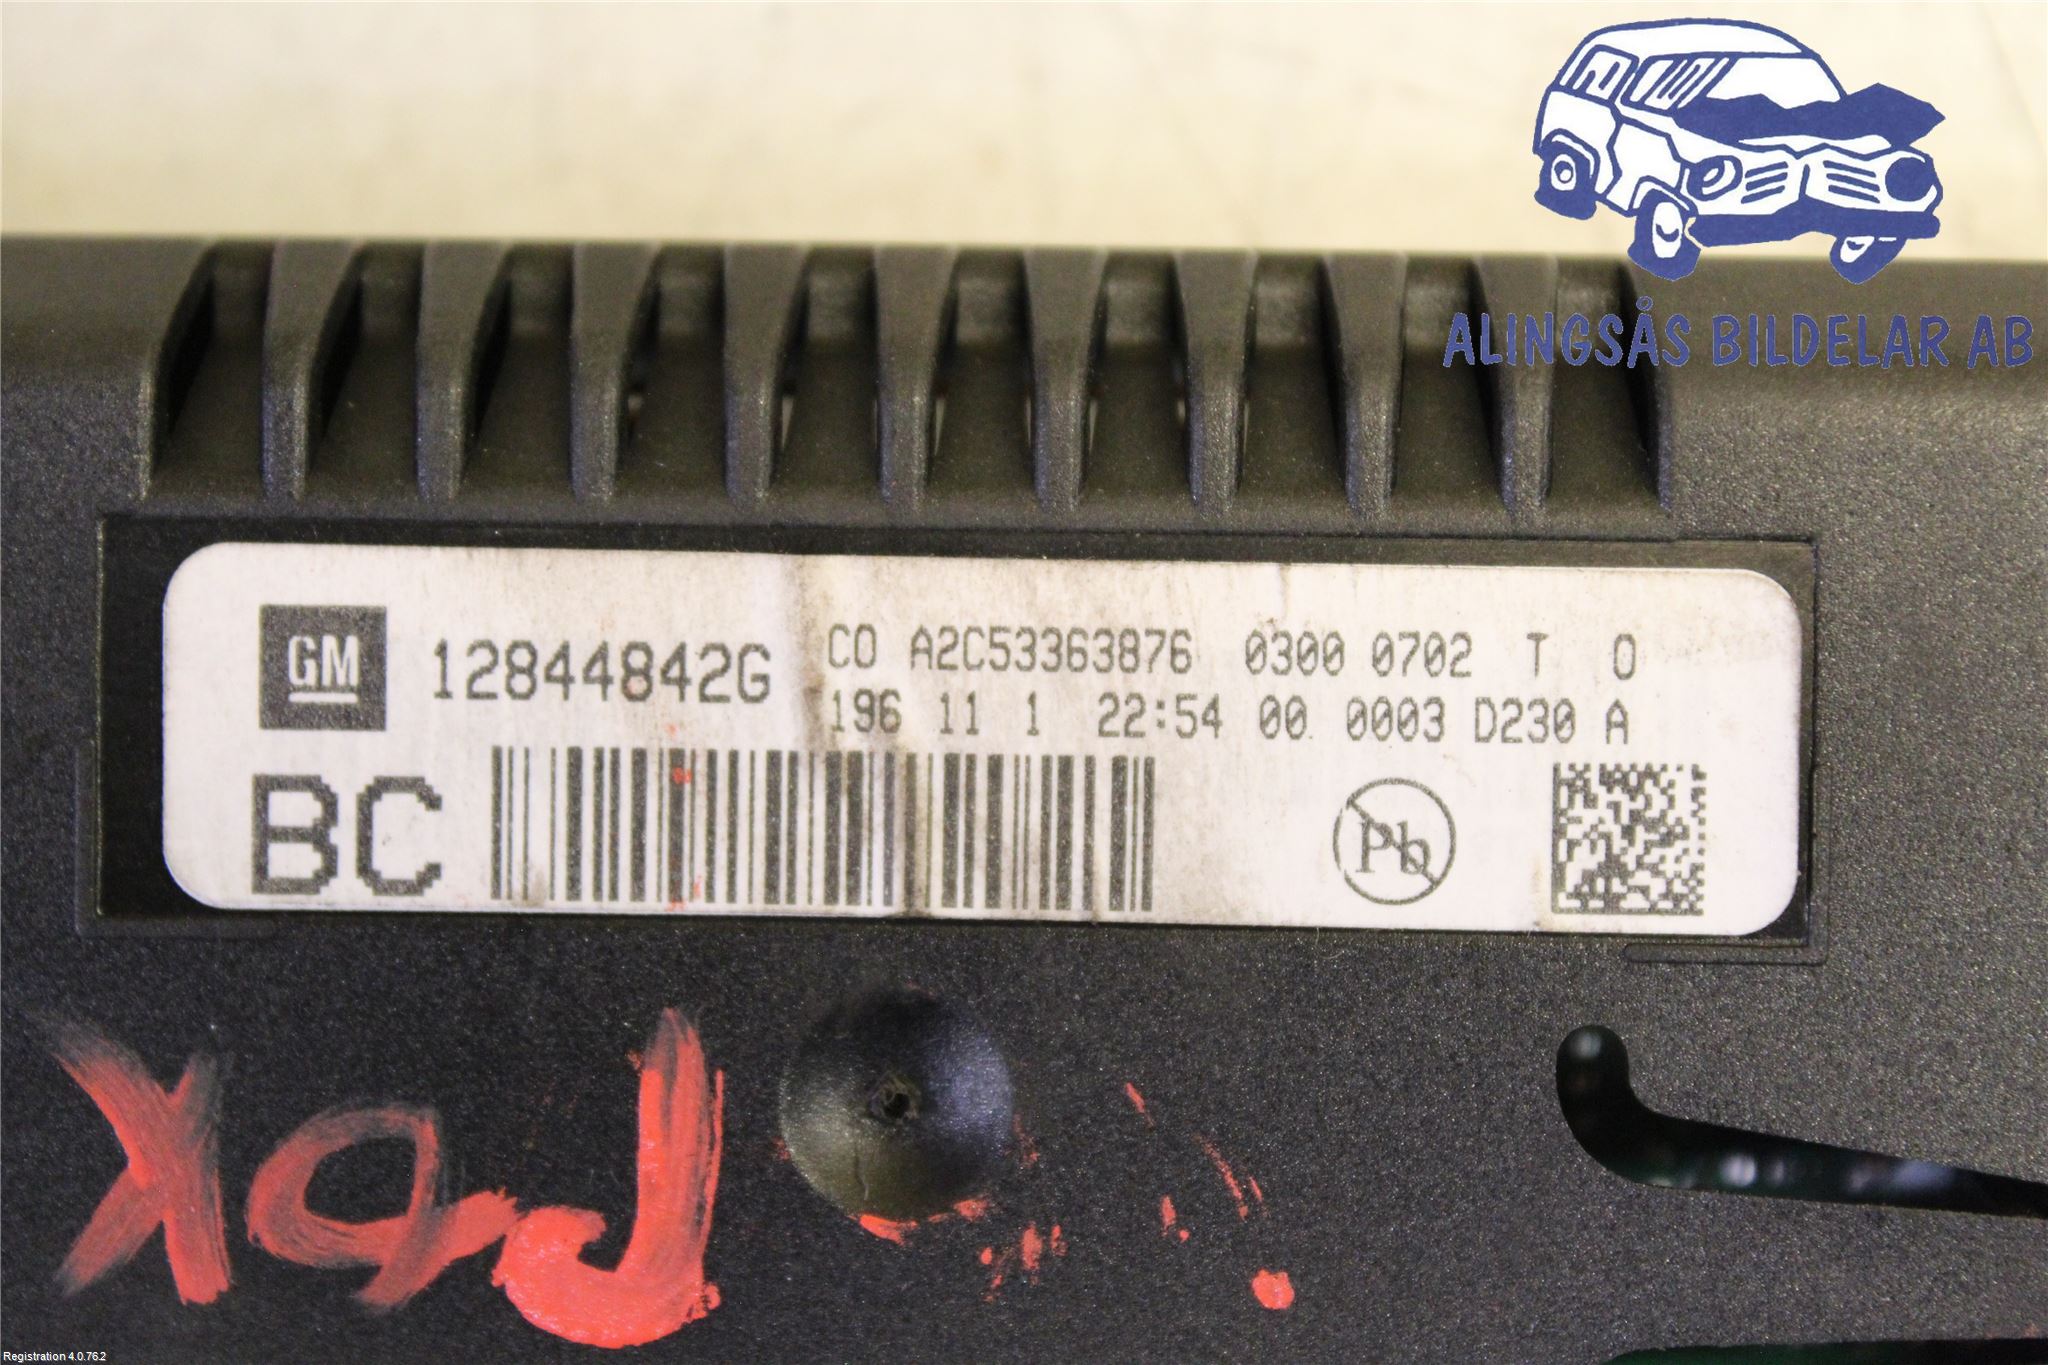 ALINGSÅS BILDELAR AB
GM 12844842G CO A2C53363876 0300 0702 T 0
196 11 1 22:54 00 0003 D230 A
BC
Pb
Registration 4.0.76.2